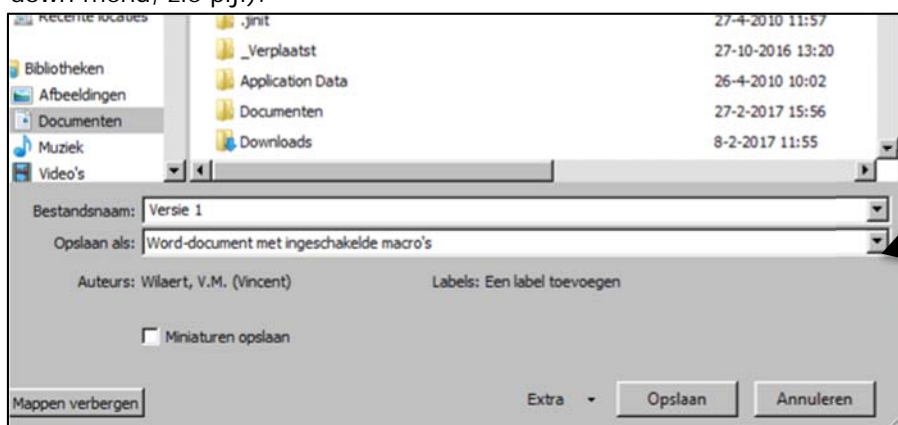 down menu, zie pijl):
Recente locaties
.jinit 27-4-2010 11:57
_Verplaatst 27-10-2016 13:20
Bibliotheken
Application Data 26-4-2010 10:02
Afbeeldingen
Documenten 27-2-2017 15:56
Documenten
Downloads 8-2-2017 11:55
Muziek
Video's
Bestandsnaam: Versie 1
Opslaan als: Word-document met ingeschakelde macro's
Auteurs: Wilaert, V.M. (Vincent) Labels: Een label toevoegen
Miniaturen opslaan
Mappen verbergen Extra Opslaan Annuleren